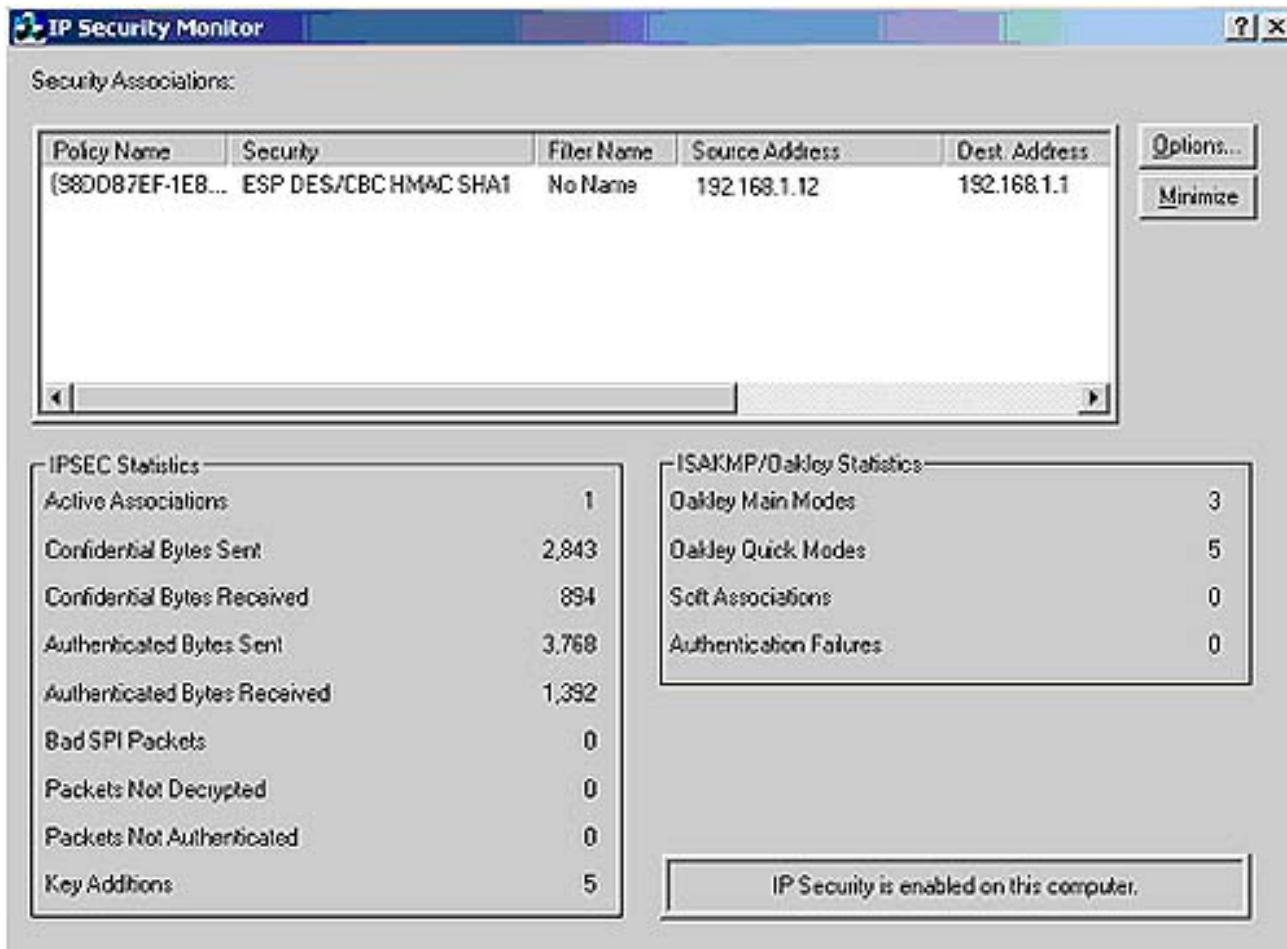 IP Security Monitor
Security Associations:
Options...
Minimize
Policy Name Security Filter Name Source Address Dest. Address
{98DDB7EF-1EB... ESP DES/CBC HMAC SHA1 No Name 192.168.1.12 192.168.1.1
IPSEC Statistics
Active Associations 1
Confidential Bytes Sent 2,843
Confidential Bytes Received 894
Authenticated Bytes Sent 3,768
Authenticated Bytes Received 1,392
Bad SPI Packets 0
Packets Not Decrypted 0
Packets Not Authenticated 0
Key Additions 5
ISAKMP/Oakley Statistics
Oakley Main Modes 3
Oakley Quick Modes 5
Soft Associations 0
Authentication Failures 0
IP Security is enabled on this computer.